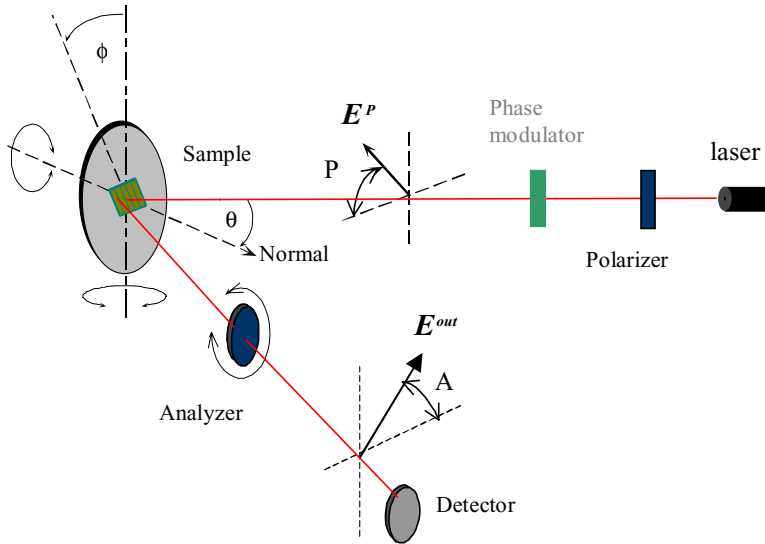 ϕ
E^P
Phase
modulator
Sample
P
laser
θ
Normal
Polarizer
E^out
A
Analyzer
Detector